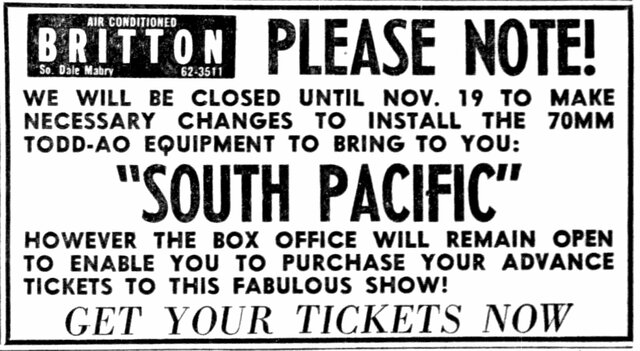 AIR CONDITIONED
BRITTON
So. Dale Mabry 62-3511
PLEASE NOTE!
WE WILL BE CLOSED UNTIL NOV. 19 TO MAKE
NECESSARY CHANGES TO INSTALL THE 70MM
TODD-AO EQUIPMENT TO BRING TO YOU:
"SOUTH PACIFIC"
HOWEVER THE BOX OFFICE WILL REMAIN OPEN
TO ENABLE YOU TO PURCHASE YOUR ADVANCE
TICKETS TO THIS FABULOUS SHOW!
GET YOUR TICKETS NOW